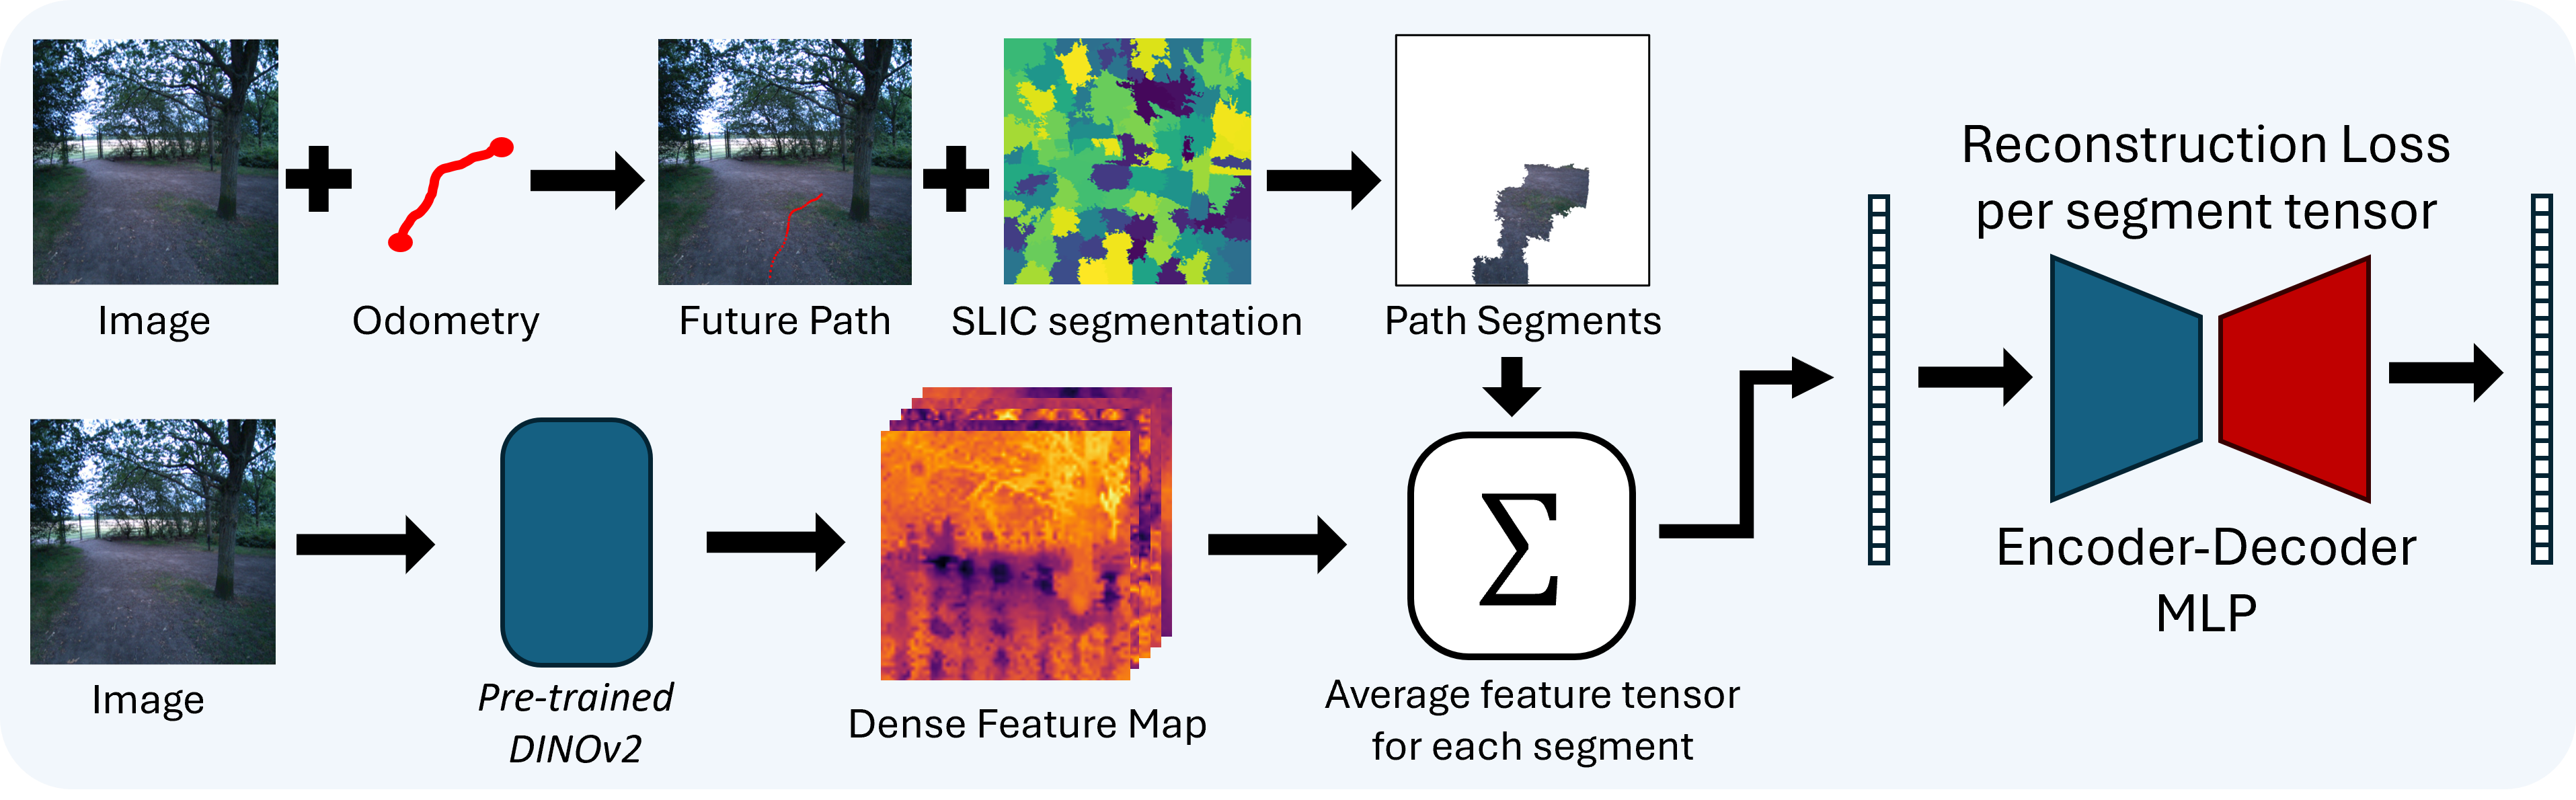 Image
Odometry
Future Path
SLIC segmentation
Path Segments
Reconstruction Loss
per segment tensor
Image
Pre-trained
DINOv2
Dense Feature Map
Σ
Average feature tensor
for each segment
Encoder-Decoder
MLP